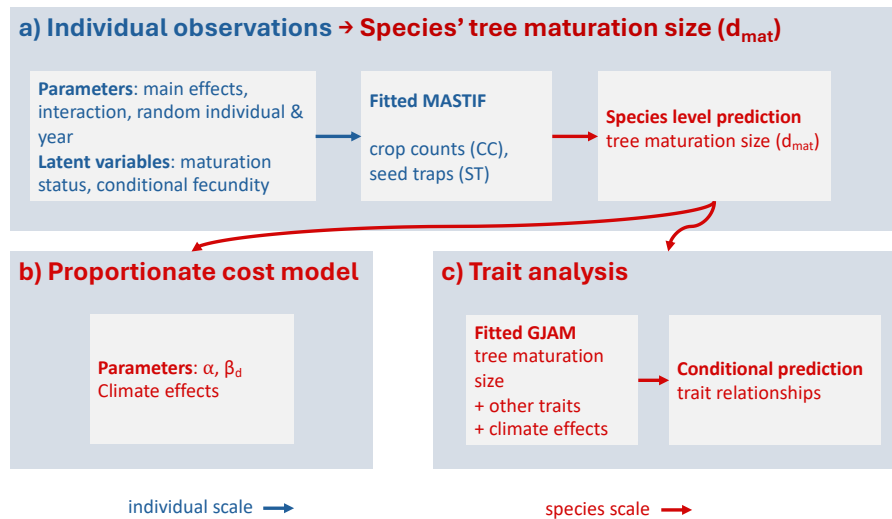 a) Individual observations → Species’ tree maturation size (dmat)
Parameters: main effects,
interaction, random individual &
year
Latent variables: maturation
status, conditional fecundity
Fitted MASTIF
crop counts (CC),
seed traps (ST)
Species level prediction
tree maturation size (dmat)
b) Proportionate cost model
Parameters: α, βd
Climate effects
c) Trait analysis
Fitted GJAM
tree maturation
size
+ other traits
+ climate effects
Conditional prediction
trait relationships
individual scale
species scale